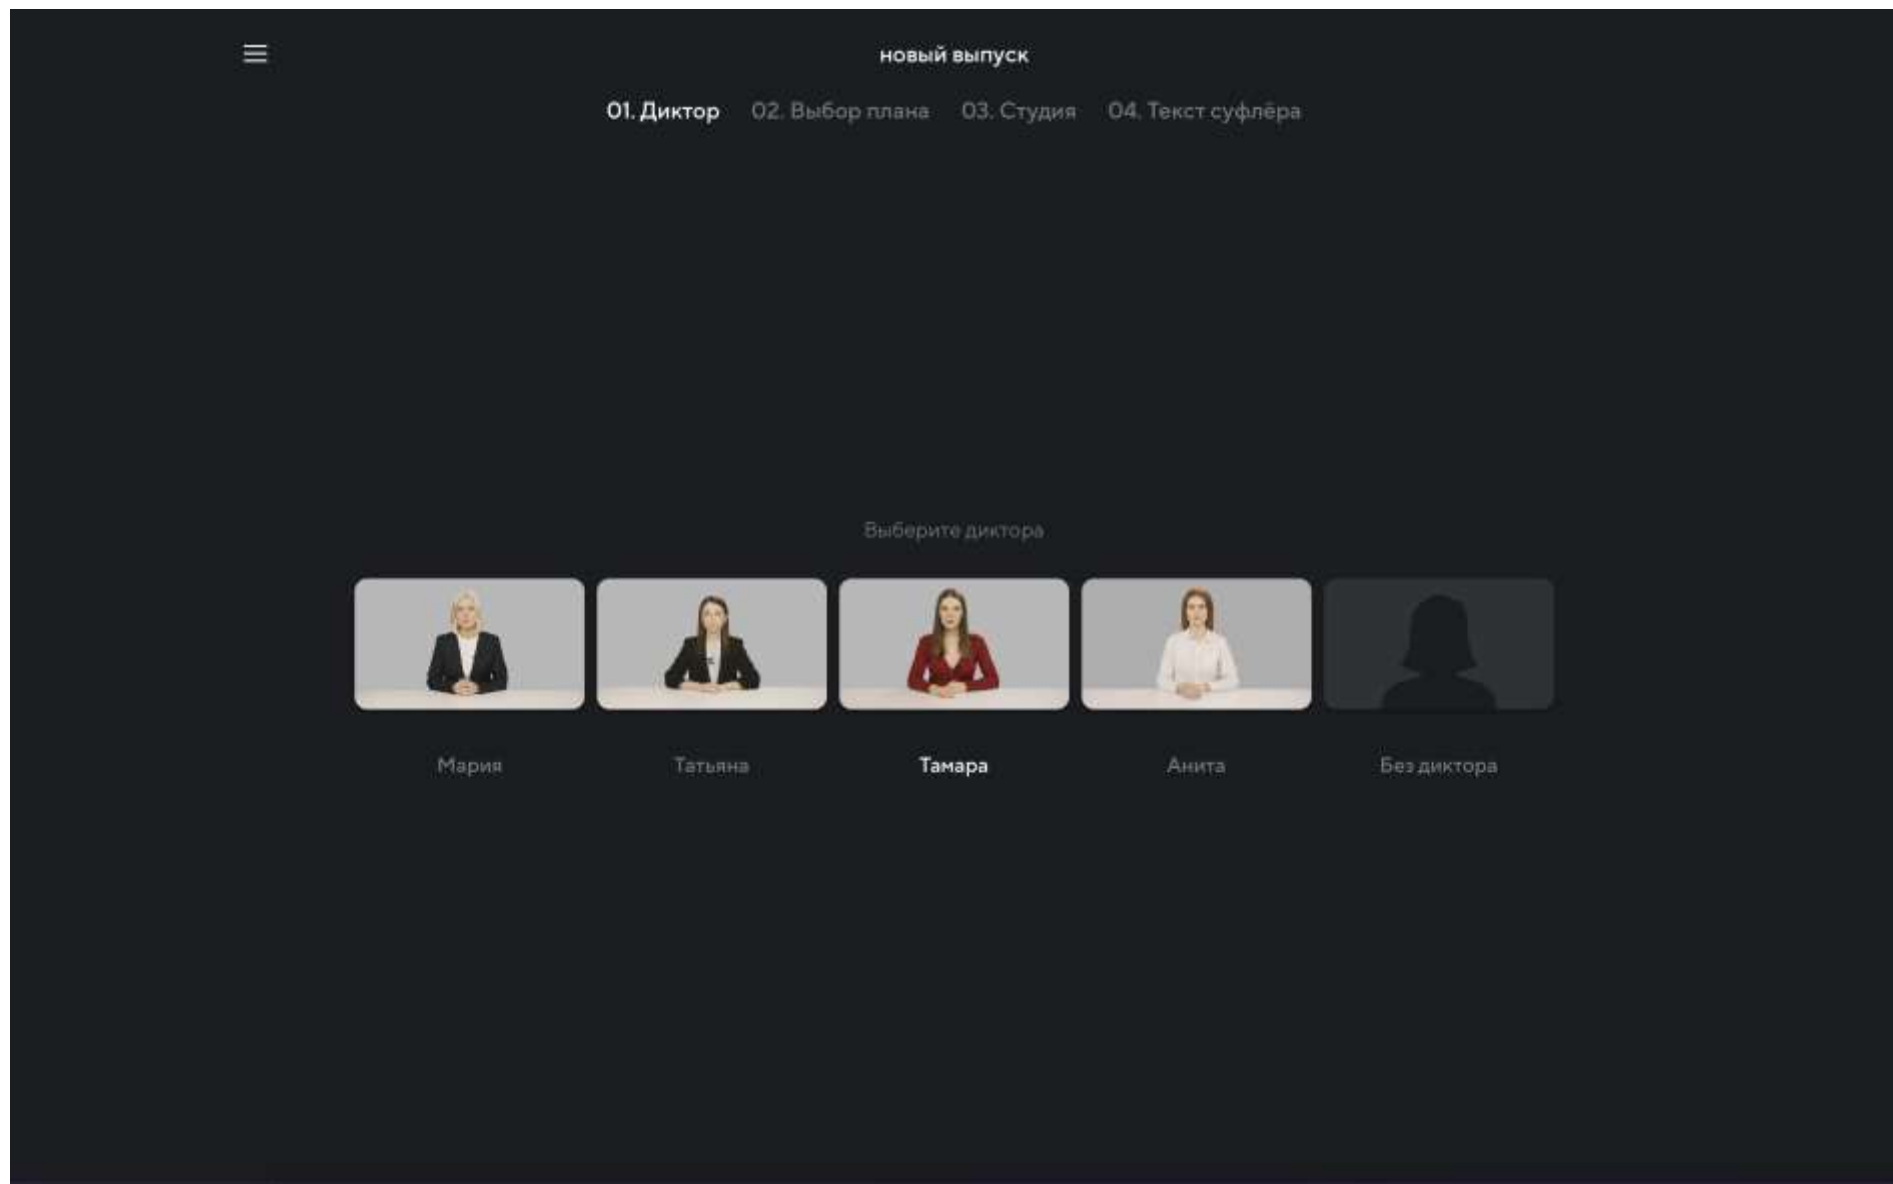 новый выпуск
01. Диктор 02. Выбор плана 03. Студия 04. Текст суфлёра
Выберите диктора
Мария Татьяна Тамара Анита Без диктора